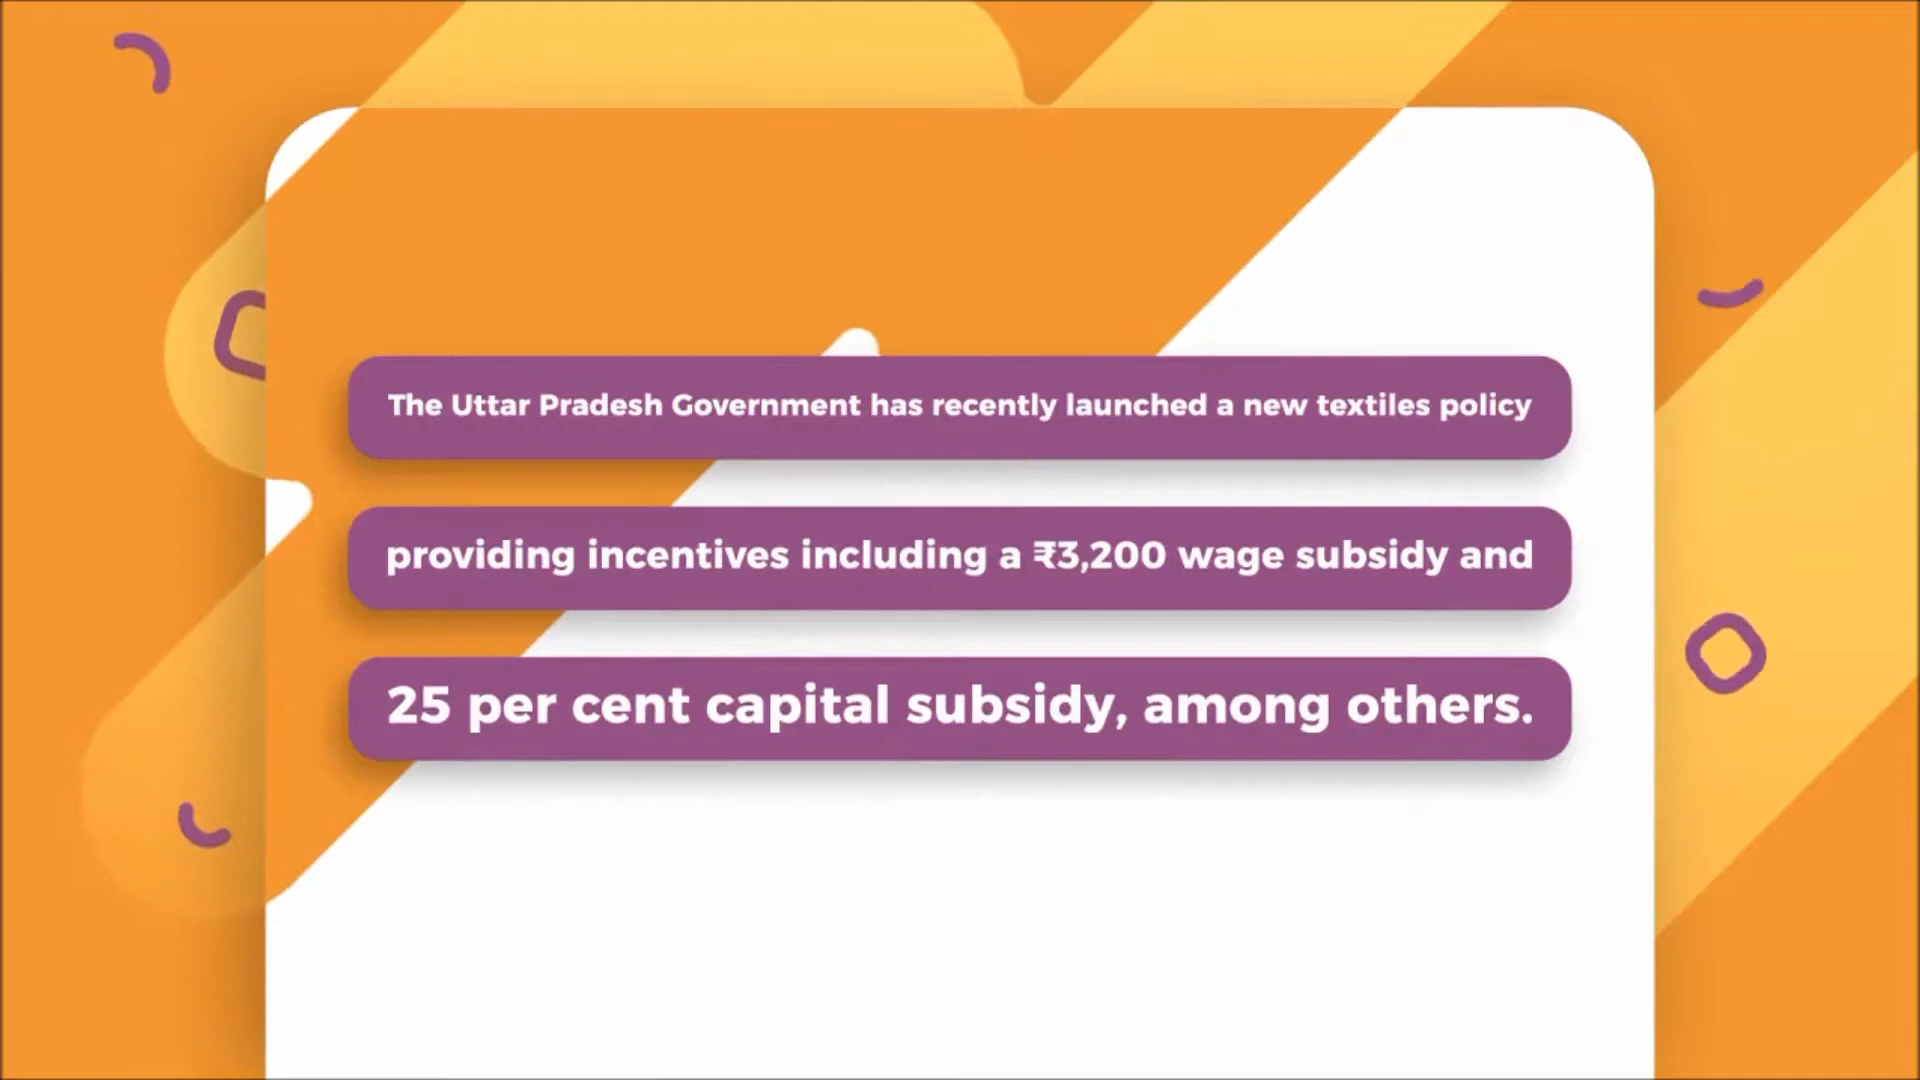 The Uttar Pradesh Government has recently launched a new textiles policy
providing incentives including a ₹3,200 wage subsidy and
25 per cent capital subsidy, among others.